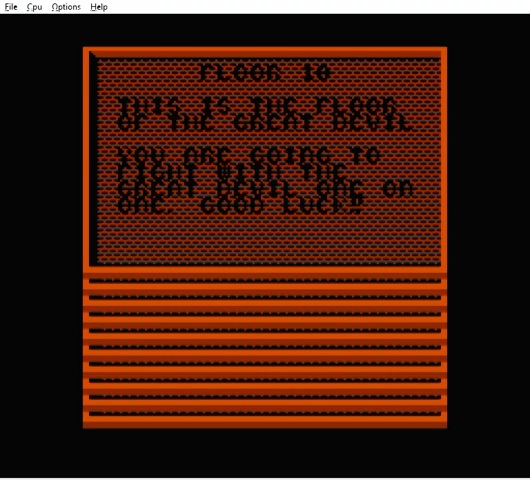 File Cpu Options Help
FLOOR 10
THIS IS THE FLOOR
OF THE GREAT DEVIL
YOU ARE GOING TO
FIGHT WITH THE
GREAT DEVIL ONE ON
ONE. GOOD LUCK!!